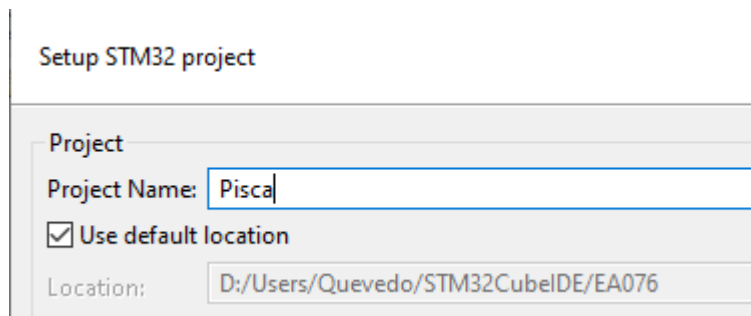 Setup STM32 project
Project
Project Name: Pisca
Use default location
Location: D:/Users/Quevedo/STM32CubeIDE/EA076